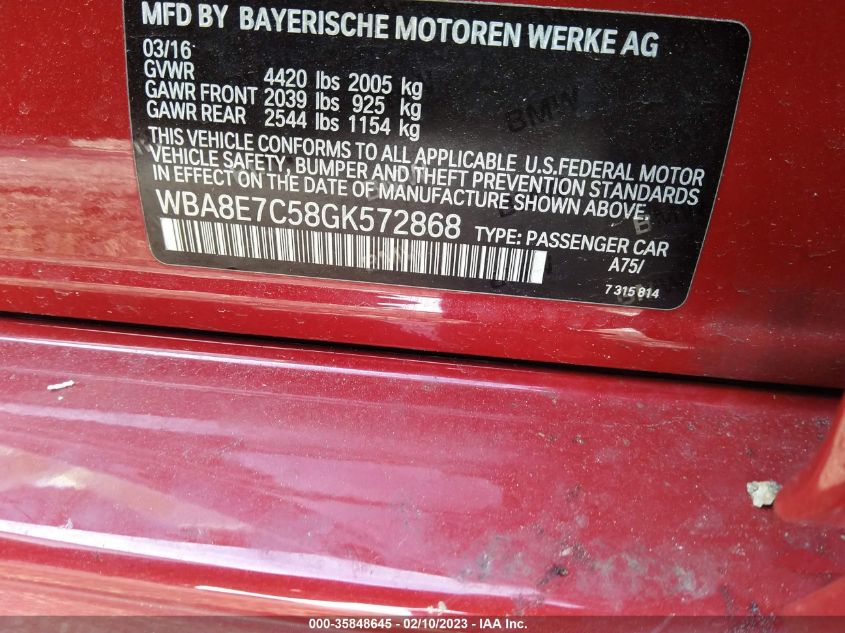 MFD BY BAYERISCHE MOTOREN WERKE AG
03/16
GVWR 4420 lbs 2005 kg
GAWR FRONT 2039 lbs 925 kg
GAWR REAR 2544 lbs 1154 kg
THIS VEHICLE CONFORMS TO ALL APPLICABLE U.S.FEDERAL MOTOR
VEHICLE SAFETY, BUMPER AND THEFT PREVENTION STANDARDS
IN EFFECT ON THE DATE OF MANUFACTURE SHOWN ABOVE.
WBA8E7C58GK572868 TYPE: PASSENGER CAR
A75/
7 315 814
BMW
000-35848645 - 02/10/2023 - IAA Inc.